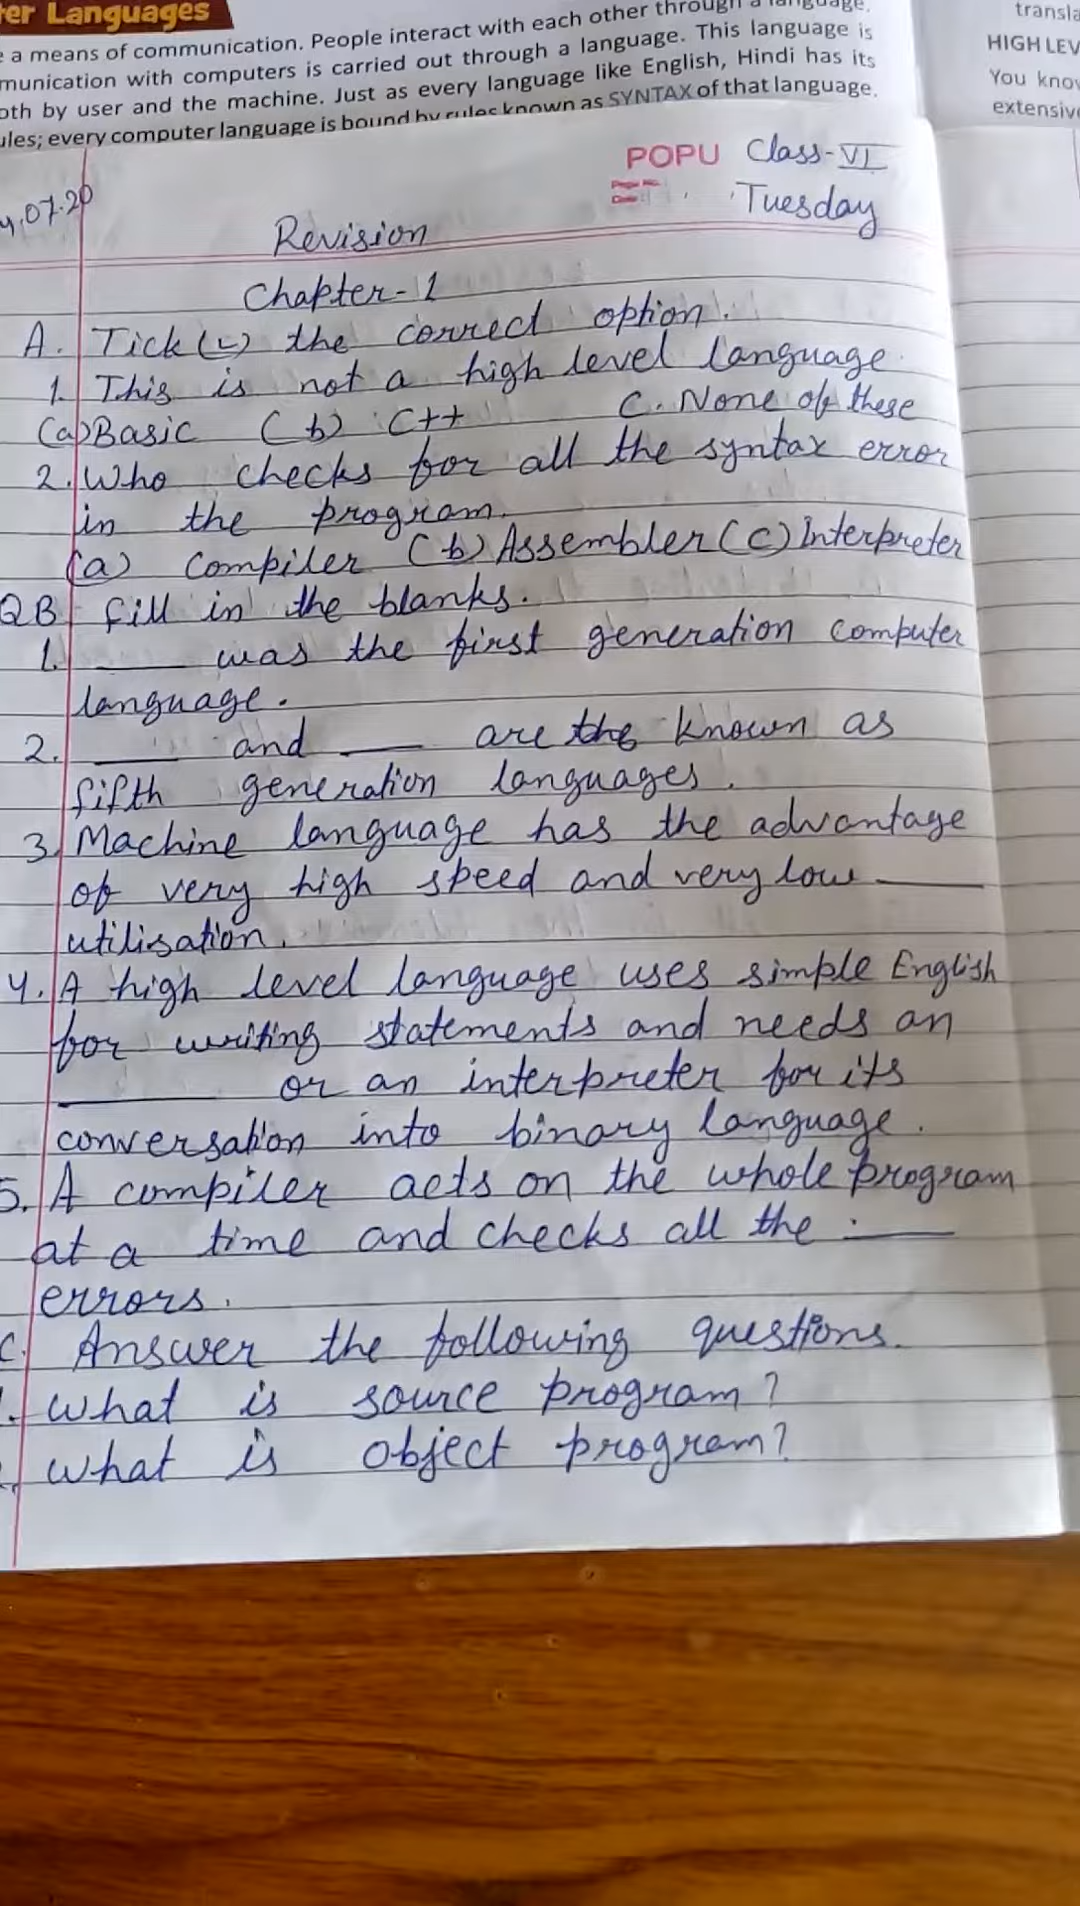 er Languages
a means of communication. People interact with each other through a language.
munication with computers is carried out through a language. This language is
oth by user and the machine. Just as every language like English, Hindi has its
ules; every computer language is bound by rules known as SYNTAX of that language.
transla
HIGH LEV
You know
extensive
POPU Class-VI
Page No.
Date:
07.20 Tuesday
Revision
Chapter-1
A. Tick (✓) the correct option.
1. This is not a high level language.
(a) Basic (b) C++ C. None of these
2. Who checks for all the syntax error
in the program.
(a) Compiler (b) Assembler (c) Interpreter
QB fill in the blanks.
1. ____ was the first generation computer
language.
2. ____ and ____ are the known as
fifth generation languages.
3. Machine language has the advantage
of very high speed and very low ____
utilisation.
4. A high level language uses simple English
for writing statements and needs an
____ or an interpreter for its
conversation into binary language.
5. A compiler acts on the whole program
at a time and checks all the ____
errors.
C. Answer the following questions.
. What is source program?
. What is object program?